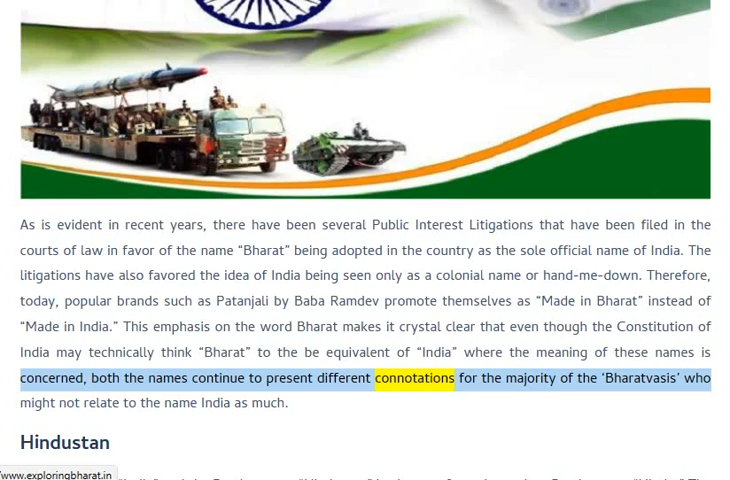 As is evident in recent years, there have been several Public Interest Litigations that have been filed in the
courts of law in favor of the name “Bharat” being adopted in the country as the sole official name of India. The
litigations have also favored the idea of India being seen only as a colonial name or hand-me-down. Therefore,
today, popular brands such as Patanjali by Baba Ramdev promote themselves as “Made in Bharat” instead of
“Made in India.” This emphasis on the word Bharat makes it crystal clear that even though the Constitution of
India may technically think “Bharat” to the be equivalent of “India” where the meaning of these names is
concerned, both the names continue to present different connotations for the majority of the ‘Bharatvasis’ who
might not relate to the name India as much.
Hindustan
/www.exploringbharat.in